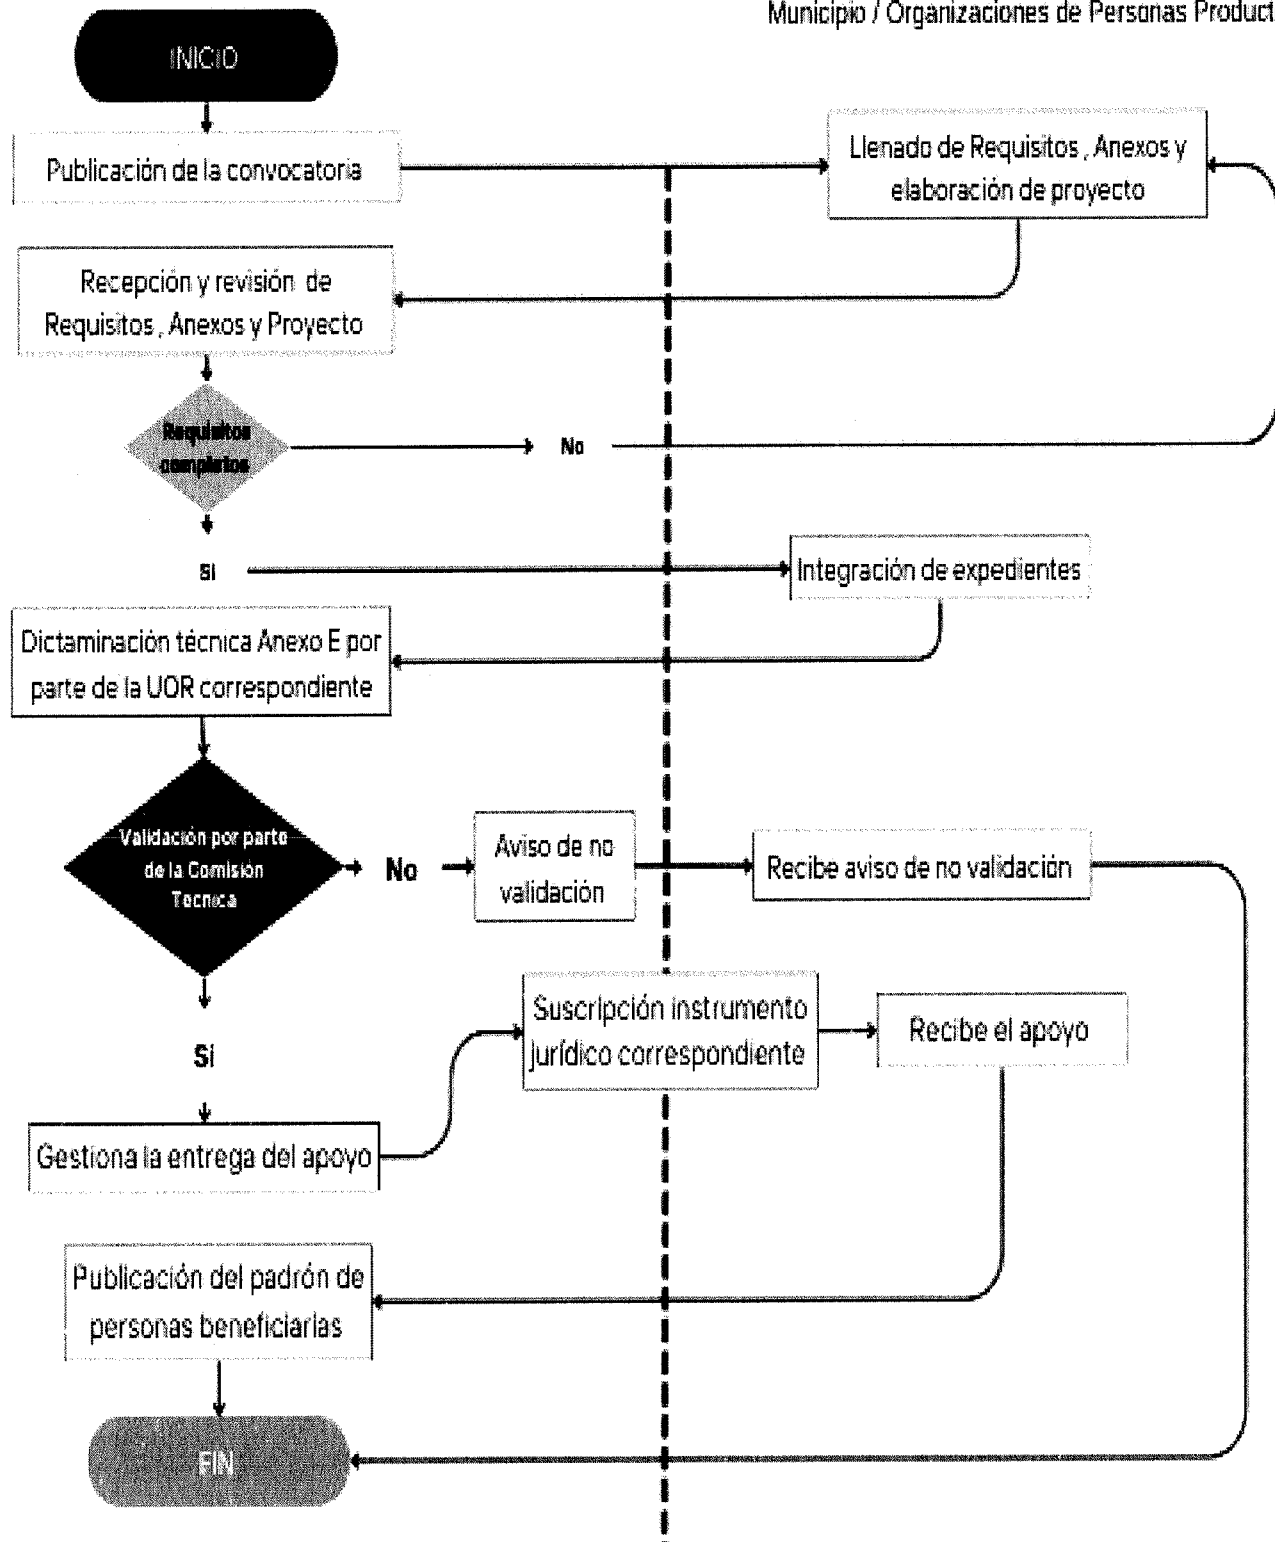 Municipio / Organizaciones de Personas Product
INICIO
Publicación de la convocatoria
Llenado de Requisitos, Anexos y
elaboración de proyecto
Recepción y revisión de
Requisitos, Anexos y Proyecto
Requisitos
completos
No
Sí
Integración de expedientes
Dictaminación técnica Anexo E por
parte de la UOR correspondiente
Validación por parte
de la Comisión
Técnica
No
Aviso de no
validación
Recibe aviso de no validación
Suscripción instrumento
jurídico correspondiente
Recibe el apoyo
Sí
Gestiona la entrega del apoyo
Publicación del padrón de
personas beneficiarias
FIN